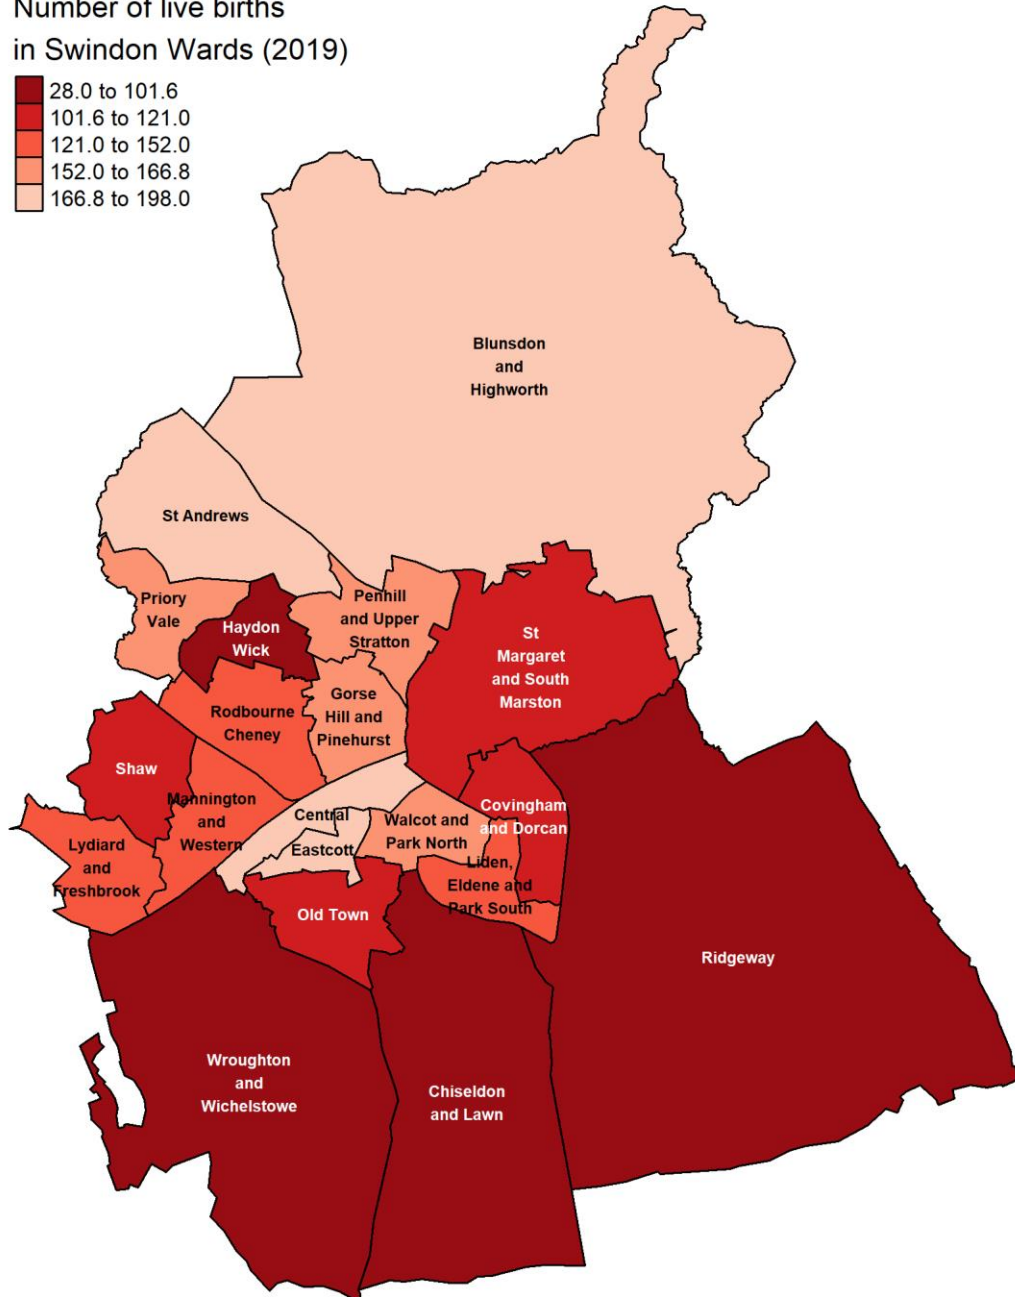 Number of live births
in Swindon Wards (2019)
28.0 to 101.6
101.6 to 121.0
121.0 to 152.0
152.0 to 166.8
166.8 to 198.0
Blunsdon
and
Highworth
St Andrews
Priory
Vale
Haydon
Wick
Penhill
and Upper
Stratton
St
Margaret
and South
Marston
Rodbourne
Cheney
Gorse
Hill and
Pinehurst
Shaw
Mannington
and
Western
Central
Eastcott
Walcot and
Park North
Covingham
and Dorcan
Lydiard
and
Freshbrook
Liden,
Eldene and
Park South
Old Town
Ridgeway
Wroughton
and
Wichelstowe
Chiseldon
and Lawn